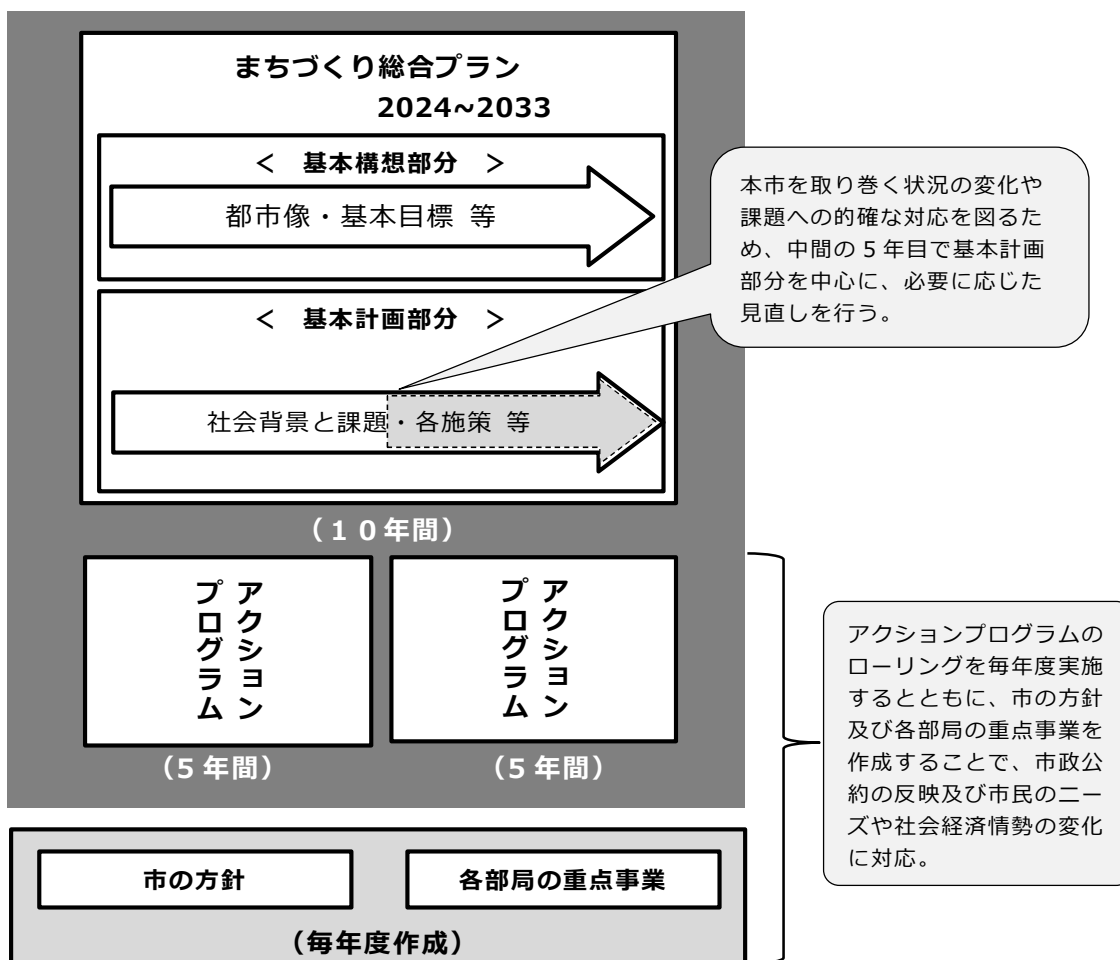 まちづくり総合プラン
2024~2033
＜ 基本構想部分 ＞
都市像・基本目標 等
＜ 基本計画部分 ＞
社会背景と課題・各施策 等
（１０年間）
本市を取り巻く状況の変化や
課題への的確な対応を図るた
め、中間の５年目で基本計画
部分を中心に、必要に応じた
見直しを行う。
アクション
プログラム
（5 年間）
アクション
プログラム
（5 年間）
アクションプログラムの
ローリングを毎年度実施
するとともに、市の方針
及び各部局の重点事業を
作成することで、市政公
約の反映及び市民のニー
ズや社会経済情勢の変化
に対応。
市の方針
各部局の重点事業
（毎年度作成）